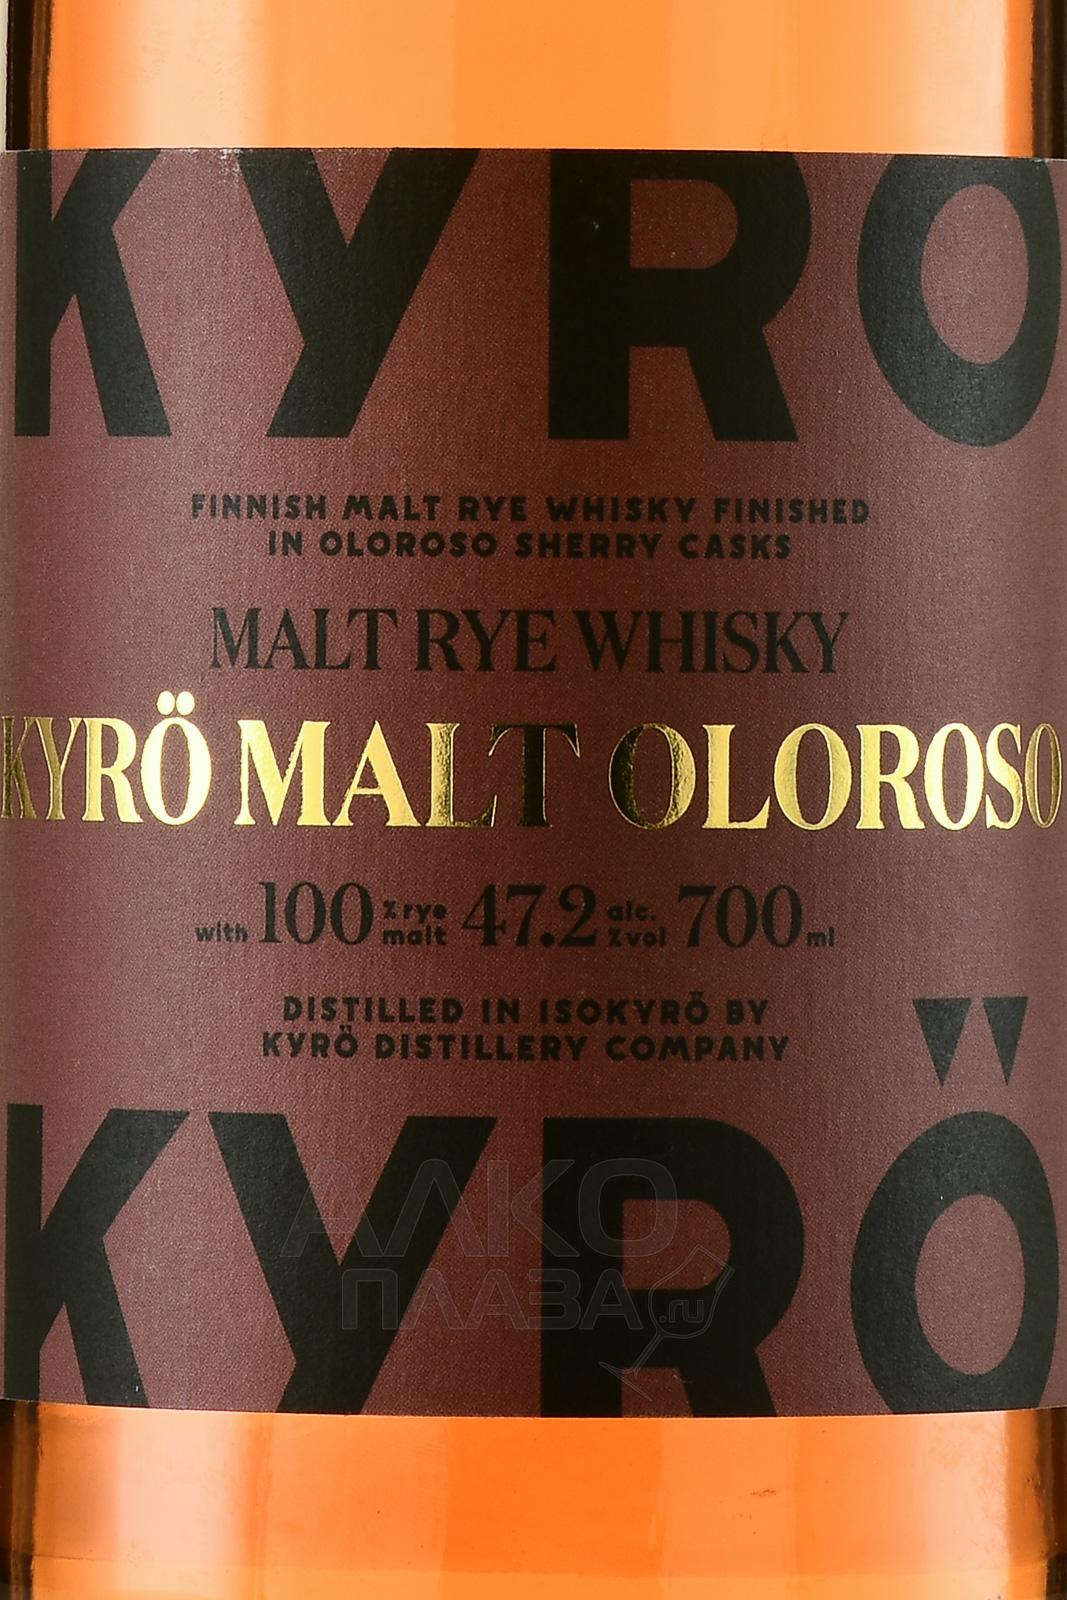 KYRÖ
FINNISH MALT RYE WHISKY FINISHED
IN OLOROSO SHERRY CASKS
MALT RYE WHISKY
KYRÖ MALT OLOROSO
with 100 % rye malt 47.2 alc. % vol 700 ml
DISTILLED IN ISOKYRÖ BY
KYRÖ DISTILLERY COMPANY
KYRÖ
АЛКО
ПЛАЗА.ru